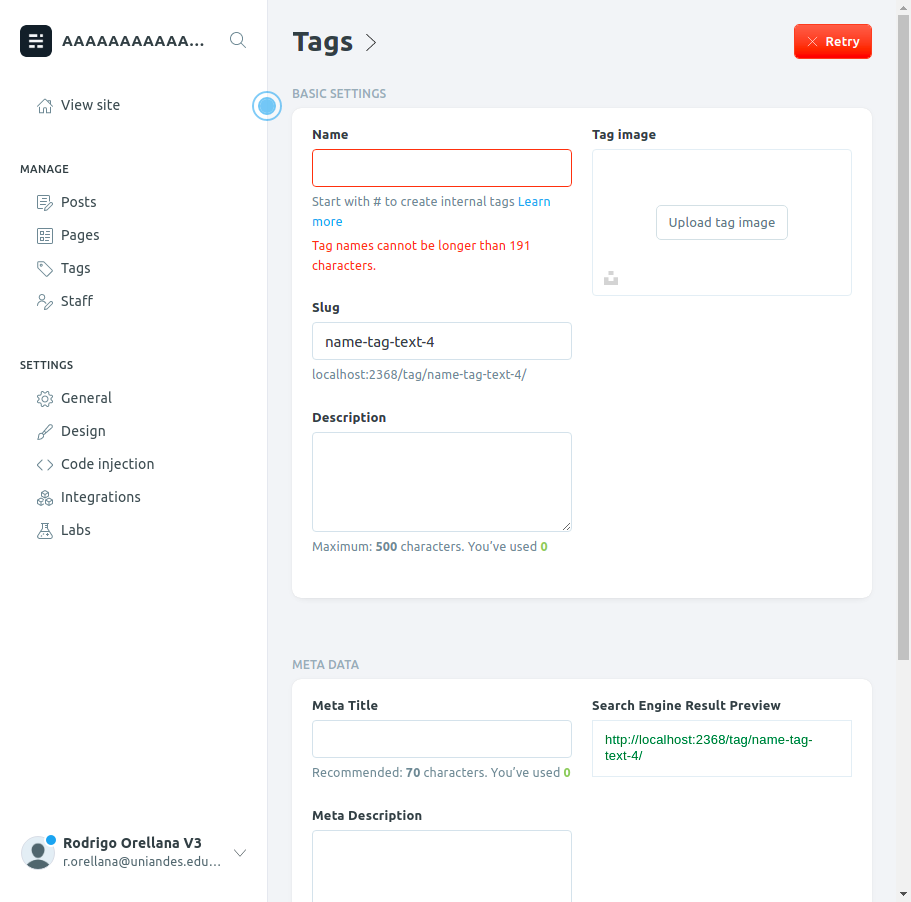 AAAAAAAAAAAA...
View site
MANAGE
Posts
Pages
Tags
Staff
SETTINGS
General
Design
Code injection
Integrations
Labs
Rodrigo Orellana V3
r.orellana@uniandes.edu...
Tags
Retry
BASIC SETTINGS
Name
Start with # to create internal tags Learn
more
Tag names cannot be longer than 191
characters.
Tag image
Upload tag image
Slug
name-tag-text-4
localhost:2368/tag/name-tag-text-4/
Description
Maximum: 500 characters. You’ve used 0
META DATA
Meta Title
Recommended: 70 characters. You’ve used 0
Search Engine Result Preview
http://localhost:2368/tag/name-tag-
text-4/
Meta Description